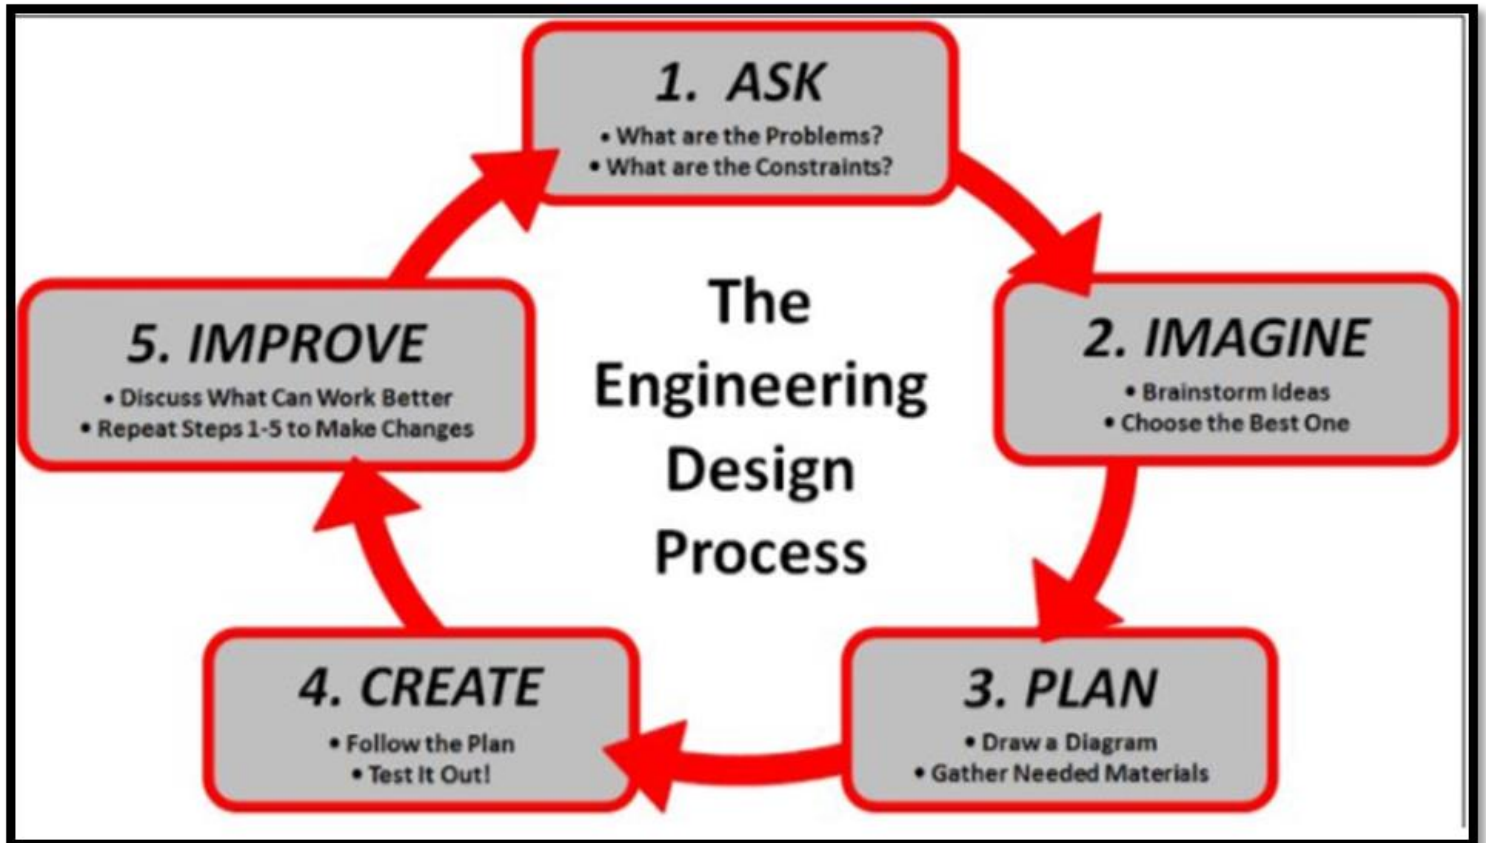 1. ASK
• What are the Problems?
• What are the Constraints?
The
Engineering
Design
Process
2. IMAGINE
• Brainstorm Ideas
• Choose the Best One
3. PLAN
• Draw a Diagram
• Gather Needed Materials
4. CREATE
• Follow the Plan
• Test It Out!
5. IMPROVE
• Discuss What Can Work Better
• Repeat Steps 1-5 to Make Changes